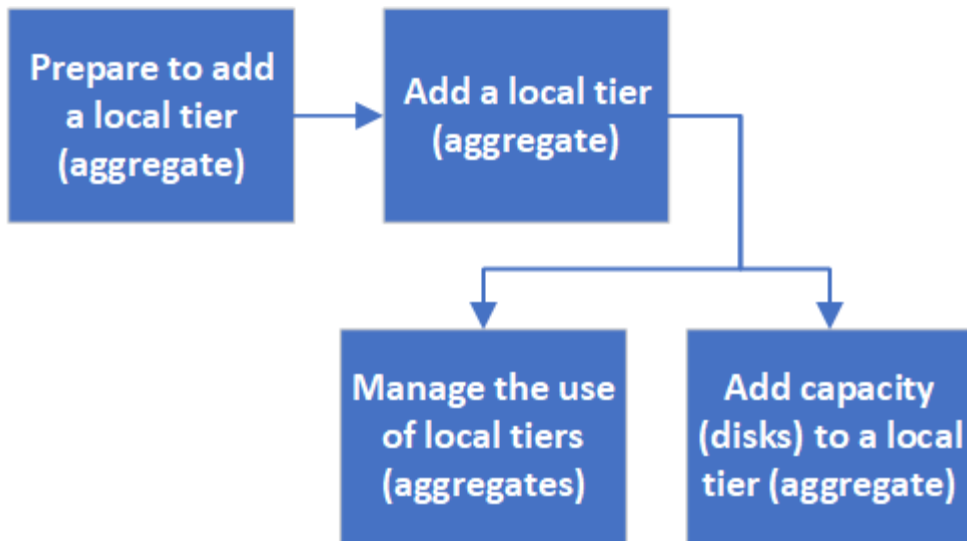 Prepare to add
a local tier
(aggregate)
Add a local tier
(aggregate)
Manage the use
of local tiers
(aggregates)
Add capacity
(disks) to a local
tier (aggregate)